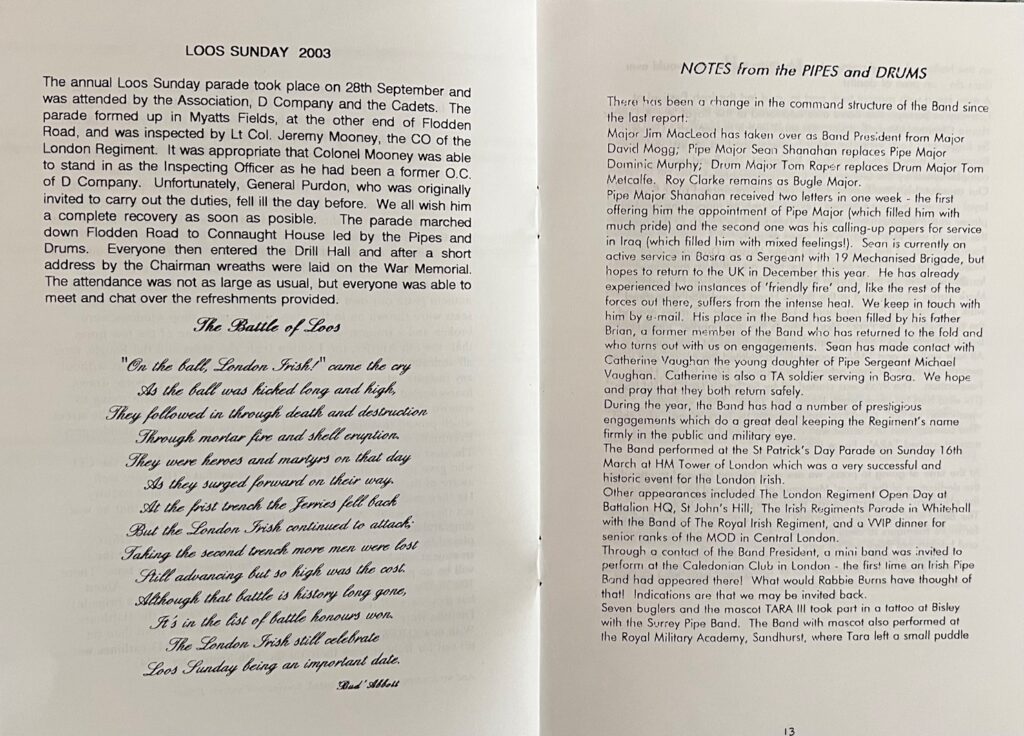 LOOS SUNDAY 2003
The annual Loos Sunday parade took place on 28th September and
was attended by the Association, D Company and the Cadets. The
parade formed up in Myatts Fields, at the other end of Flodden
Road, and was inspected by Lt Col. Jeremy Mooney, the CO of the
London Regiment. It was appropriate that Colonel Mooney was able
to stand in as the Inspecting Officer as he had been a former O.C.
of D Company. Unfortunately, General Purdon, who was originally
invited to carry out the duties, fell ill the day before. We all wish him
a complete recovery as soon as posible. The parade marched
down Flodden Road to Connaught House led by the Pipes and
Drums. Everyone then entered the Drill Hall and after a short
address by the Chairman wreaths were laid on the War Memorial.
The attendance was not as large as usual, but everyone was able to
meet and chat over the refreshments provided.
The Battle of Loos
"On the ball, London Irish!" came the cry
As the ball was kicked long and high,
They followed in through death and destruction
Through mortar fire and shell eruption.
They were heroes and martyrs on that day
As they surged forward on their way.
At the frist trench the Jerries fell back
But the London Irish continued to attack;
Taking the second trench more men were lost
Still advancing but so high was the cost.
Although that battle is history long gone,
It's in the list of battle honours won.
The London Irish still celebrate
Loos Sunday being an important date.
'Bud' Abbott
NOTES from the PIPES and DRUMS
There has been a change in the command structure of the Band since
the last report:
Major Jim MacLeod has taken over as Band President from Major
David Mogg; Pipe Major Sean Shanahan replaces Pipe Major
Dominic Murphy; Drum Major Tom Raper replaces Drum Major Tom
Metcalfe. Roy Clarke remains as Bugle Major.
Pipe Major Shanahan received two letters in one week - the first
offering him the appointment of Pipe Major (which filled him with
much pride) and the second one was his calling-up papers for service
in Iraq (which filled him with mixed feelings!). Sean is currently on
active service in Basra as a Sergeant with 19 Mechanised Brigade, but
hopes to return to the UK in December this year. He has already
experienced two instances of 'friendly fire' and, like the rest of the
forces out there, suffers from the intense heat. We keep in touch with
him by e-mail. His place in the Band has been filled by his father
Brian, a former member of the Band who has returned to the fold and
who turns out with us on engagements. Sean has made contact with
Catherine Vaughan the young daughter of Pipe Sergeant Michael
Vaughan. Catherine is also a TA soldier serving in Basra. We hope
and pray that they both return safely.
During the year, the Band has had a number of prestigious
engagements which do a great deal keeping the Regiment's name
firmly in the public and military eye.
The Band performed at the St Patrick's Day Parade on Sunday 16th
March at HM Tower of London which was a very successful and
historic event for the London Irish.
Other appearances included The London Regiment Open Day at
Battalion HQ, St John's Hill; The Irish Regiments Parade in Whitehall
with the Band of The Royal Irish Regiment, and a VVIP dinner for
senior ranks of the MOD in Central London.
Through a contact of the Band President, a mini band was invited to
perform at the Caledonian Club in London - the first time an Irish Pipe
Band had appeared there! What would Rabbie Burns have thought of
that! Indications are that we may be invited back.
Seven buglers and the mascot TARA III took part in a tattoo at Bisley
with the Surrey Pipe Band. The Band with mascot also performed at
the Royal Military Academy, Sandhurst, where Tara left a small puddle
13